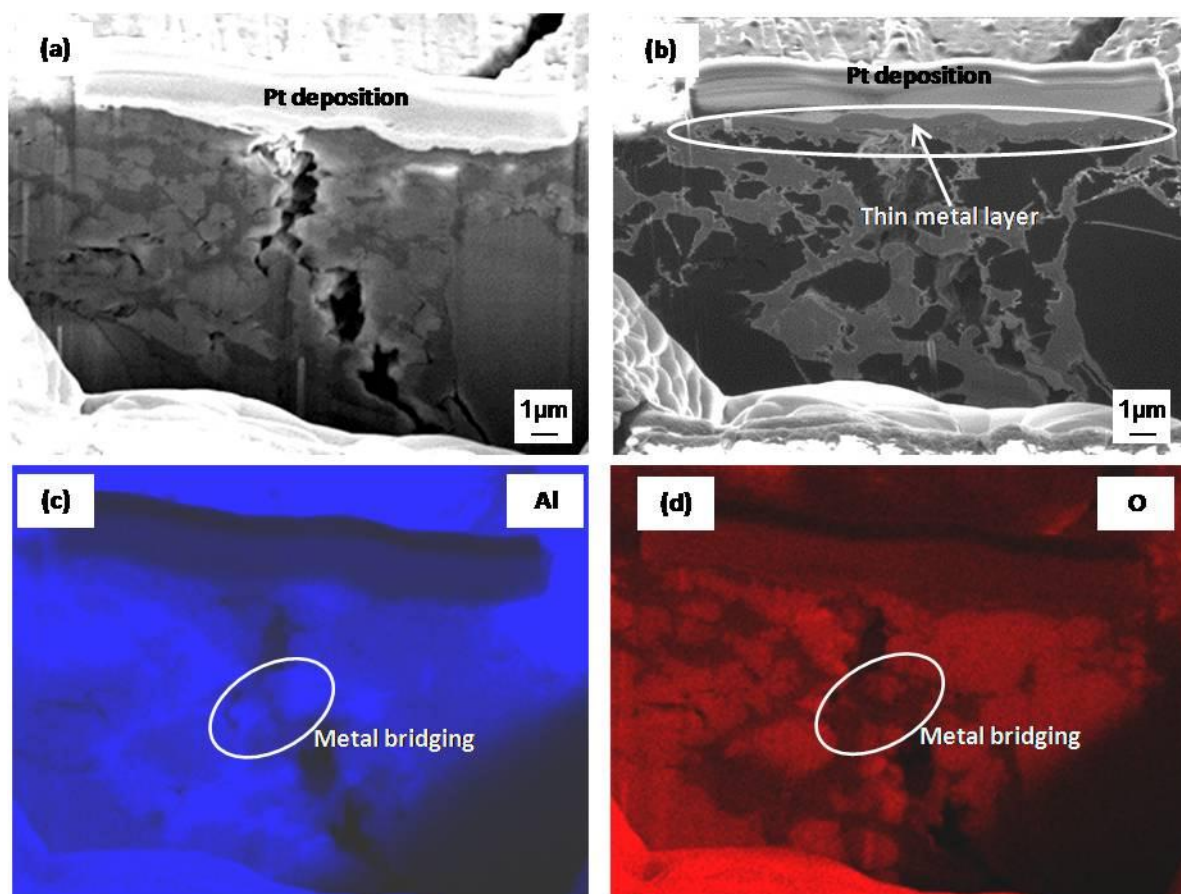 (a)
Pt deposition
1µm
(b)
Pt deposition
Thin metal layer
1µm
(c)
Al
Metal bridging
(d)
O
Metal bridging